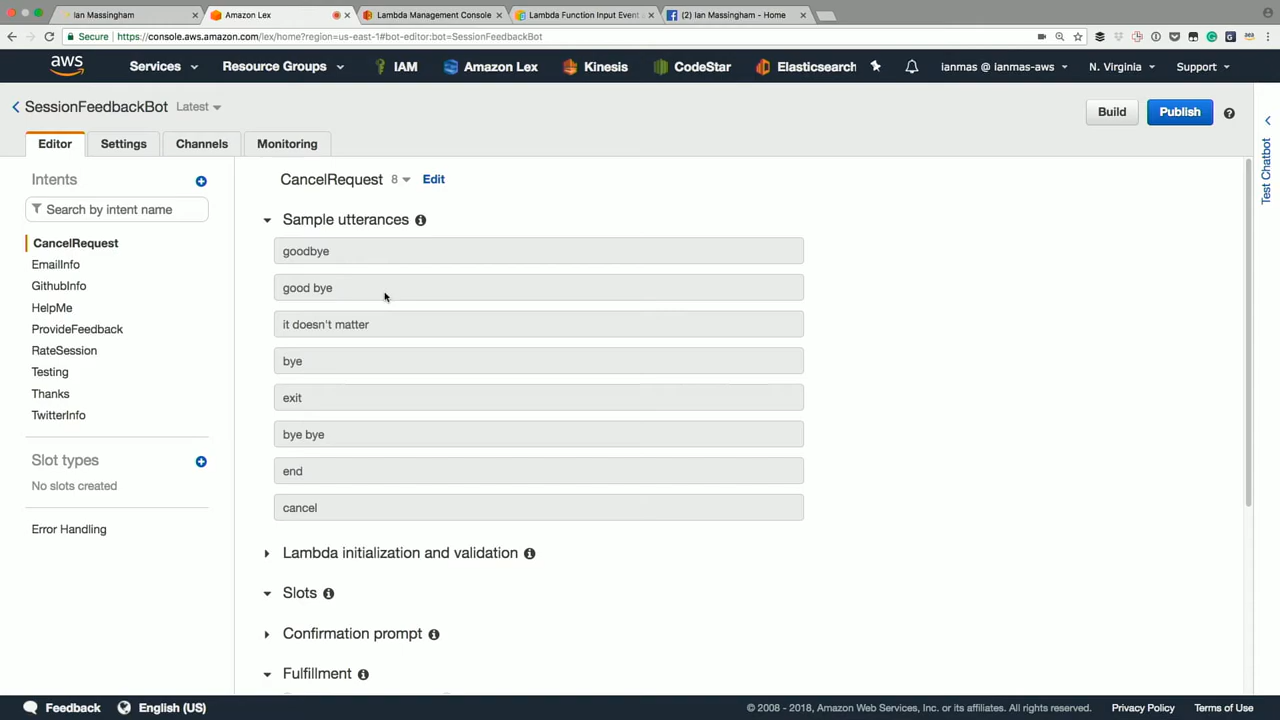 Ian Massingham
Amazon Lex
Lambda Management Console
Lambda Function Input Event
(2) Ian Massingham - Home
Secure
https://console.aws.amazon.com/lex/home?region=us-east-1#bot-editor:bot=SessionFeedbackBot
aws
Services
Resource Groups
IAM
Amazon Lex
Kinesis
CodeStar
Elasticsearch
ianmas @ ianmas-aws
N. Virginia
Support
SessionFeedbackBot
Latest
Build
Publish
Editor
Settings
Channels
Monitoring
Test Chatbot
Intents
Search by intent name
CancelRequest
EmailInfo
GithubInfo
HelpMe
ProvideFeedback
RateSession
Testing
Thanks
TwitterInfo
Slot types
No slots created
Error Handling
CancelRequest 8 Edit
Sample utterances
goodbye
good bye
it doesn't matter
bye
exit
bye bye
end
cancel
Lambda initialization and validation
Slots
Confirmation prompt
Fulfillment
Feedback
English (US)
© 2008 - 2018, Amazon Web Services, Inc. or its affiliates. All rights reserved.
Privacy Policy
Terms of Use